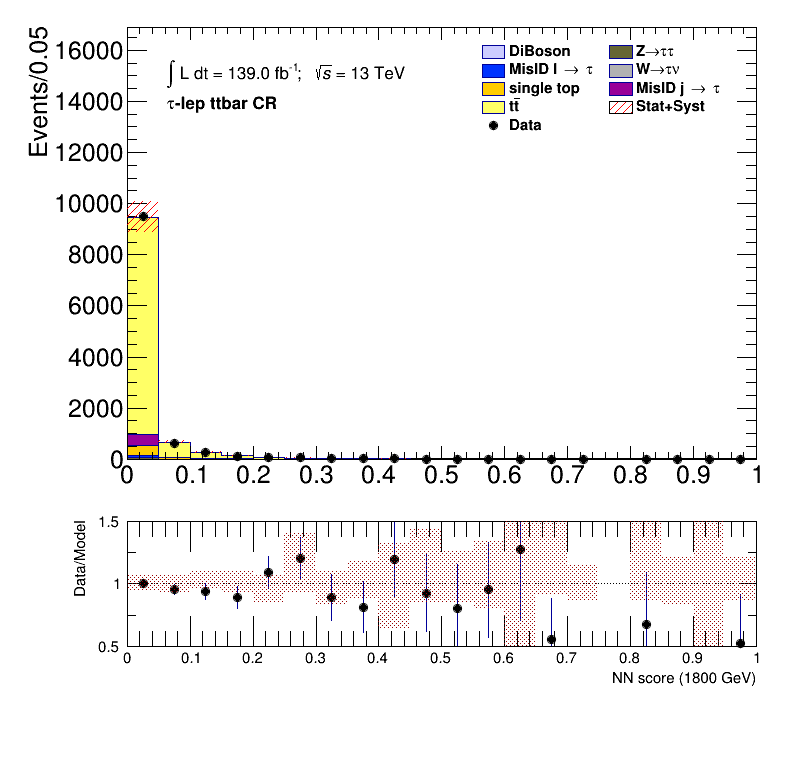 Events/0.05
16000
14000
12000
10000
8000
6000
4000
2000
0
∫ L dt = 139.0 fb⁻¹; √s = 13 TeV
τ-lep ttbar CR
DiBoson
MisID l → τ
single top
tt̄
Data
Z→ττ
W→τν
MisID j → τ
Stat+Syst
0 0.1 0.2 0.3 0.4 0.5 0.6 0.7 0.8 0.9 1
Data/Model
1.5
1
0.5
0 0.1 0.2 0.3 0.4 0.5 0.6 0.7 0.8 0.9 1
NN score (1800 GeV)